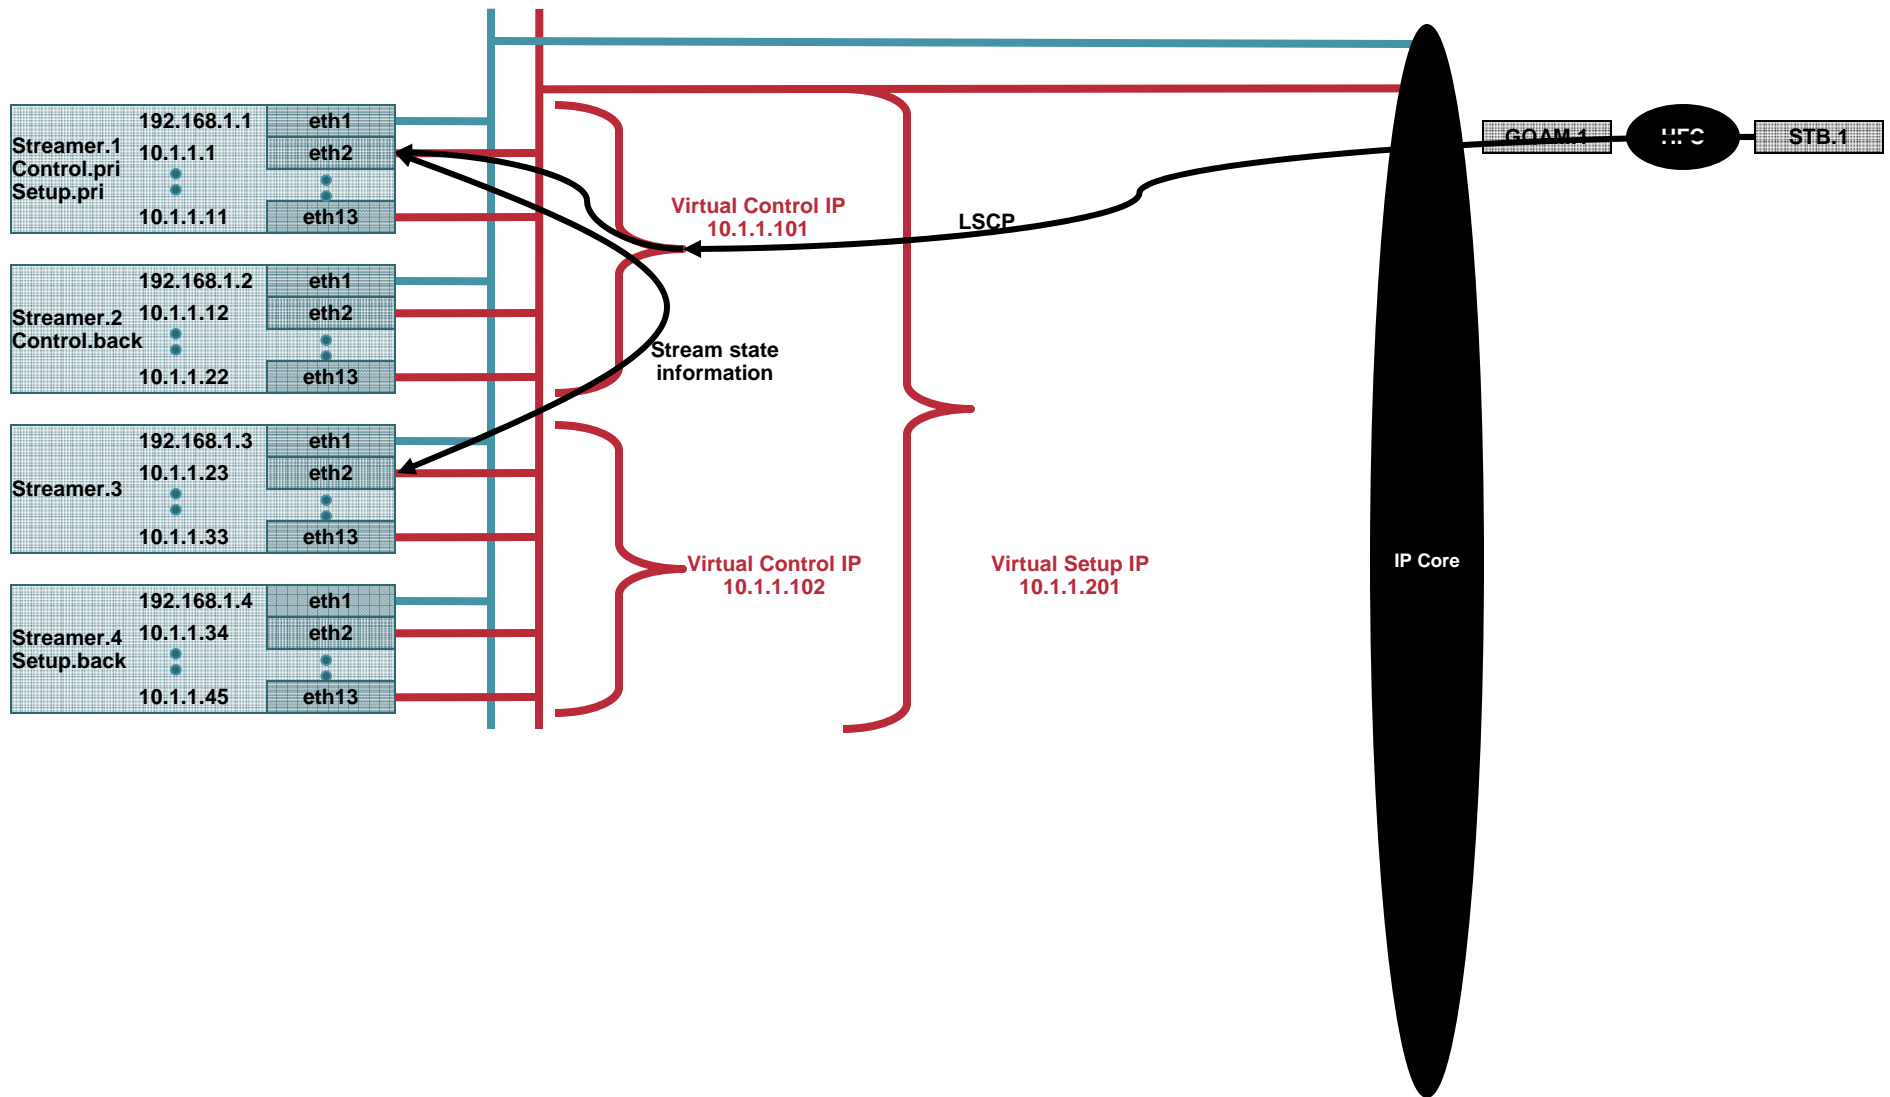 192.168.1.1 eth1
Streamer.1
Control.pri
Setup.pri
10.1.1.1 eth2
10.1.1.11 eth13
192.168.1.2 eth1
Streamer.2
Control.back
10.1.1.12 eth2
10.1.1.22 eth13
192.168.1.3 eth1
Streamer.3
10.1.1.23 eth2
10.1.1.33 eth13
192.168.1.4 eth1
Streamer.4
Setup.back
10.1.1.34 eth2
10.1.1.45 eth13
Virtual Control IP
10.1.1.101
LSCP
Stream state
information
Virtual Control IP
10.1.1.102
Virtual Setup IP
10.1.1.201
IP Core
HFC
STB.1